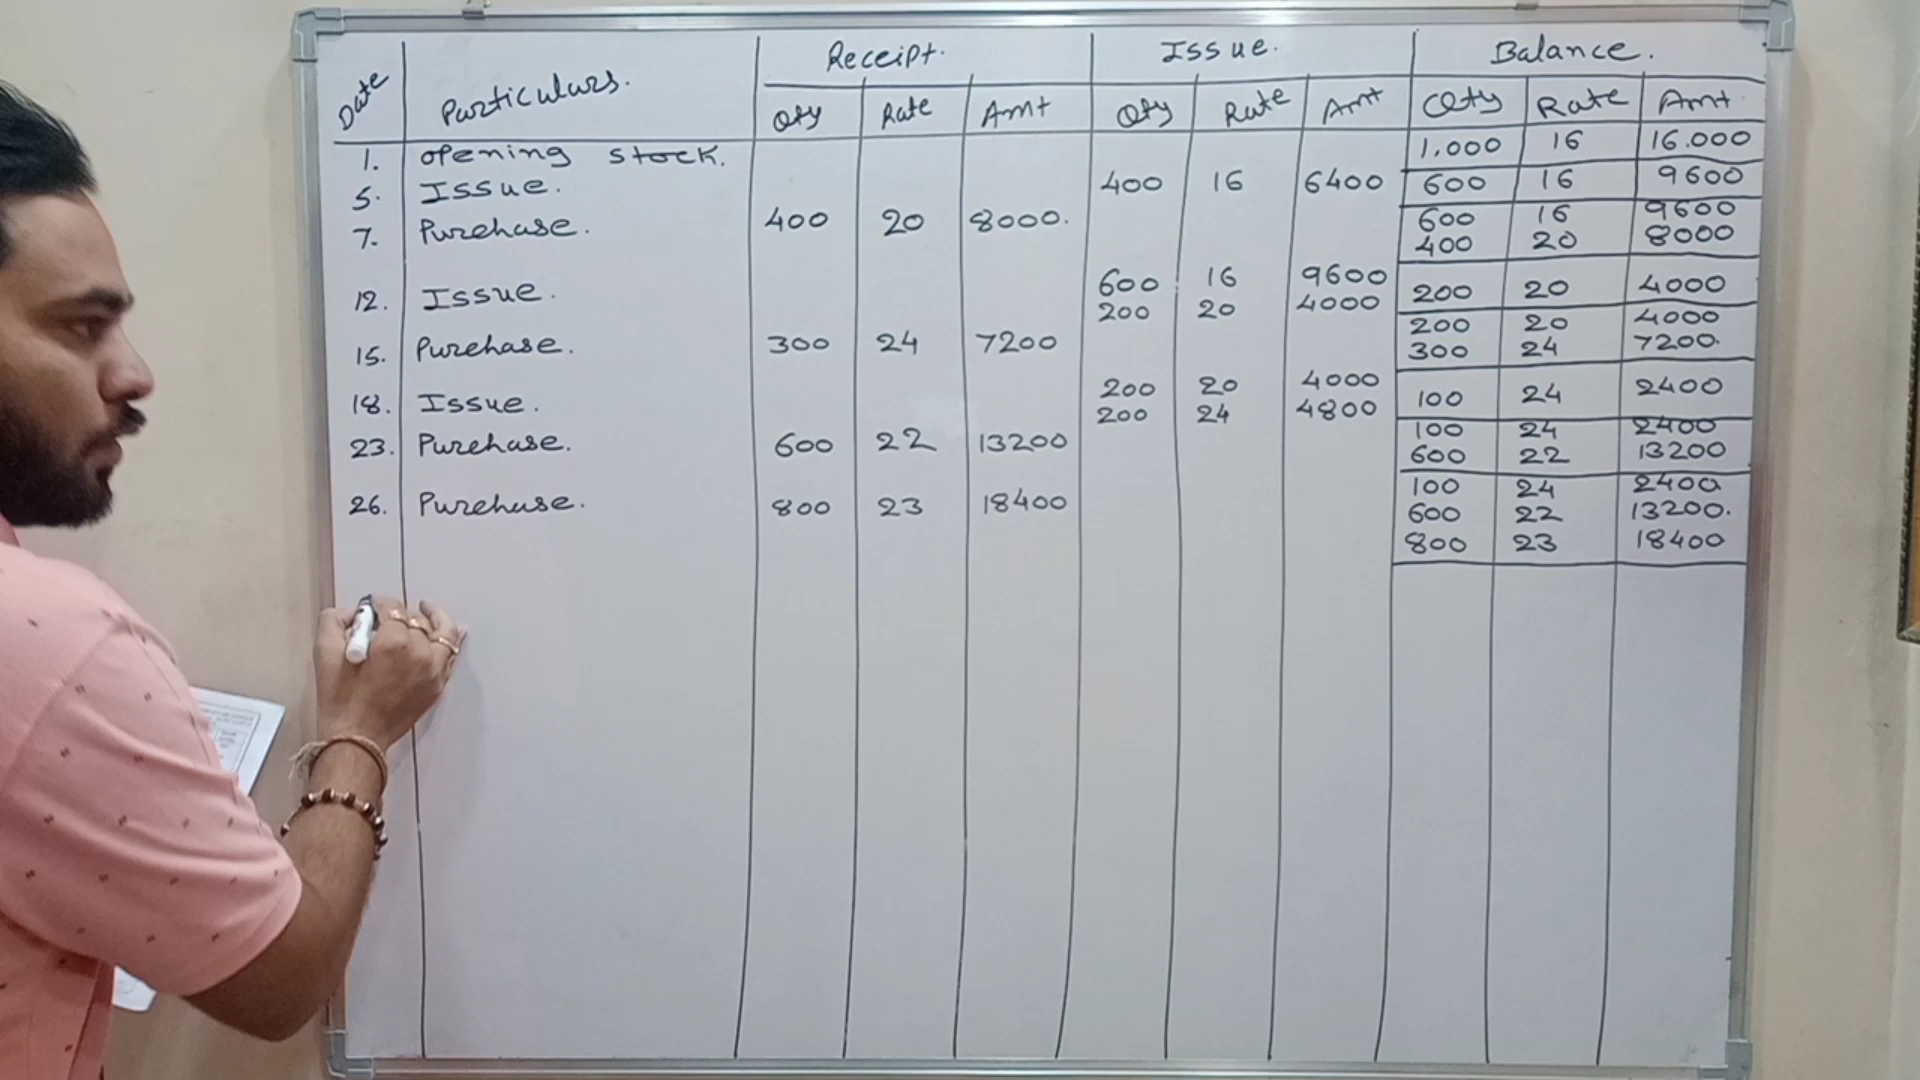 Date Particulars. Receipt. Issue. Balance.
Qty Rate Amt Qty Rate Amt Qty Rate Amt
1. opening stock. 1.000 16 16.000
5. Issue. 400 16 6400 600 16 9600
7. Purchase. 400 20 8000. 600 16 9600
400 20 8000
12. Issue. 600 16 9600 200 20 4000
200 20 4000
15. Purchase. 300 24 7200 200 20 4000
300 24 7200.
18. Issue. 200 20 4000 100 24 2400
200 24 4800
23. Purchase. 600 22 13200 100 24 2400
600 22 13200
26. Purchase. 800 23 18400 100 24 2400
600 22 13200.
800 23 18400